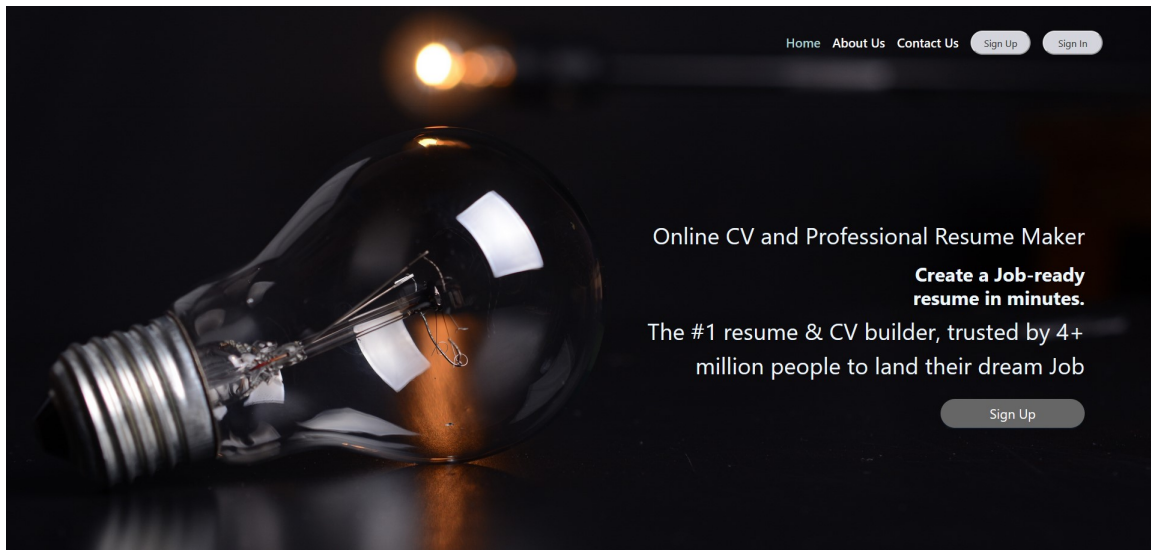 Home About Us Contact Us Sign Up Sign In
Online CV and Professional Resume Maker
Create a Job-ready
resume in minutes.
The #1 resume & CV builder, trusted by 4+
million people to land their dream Job
Sign Up